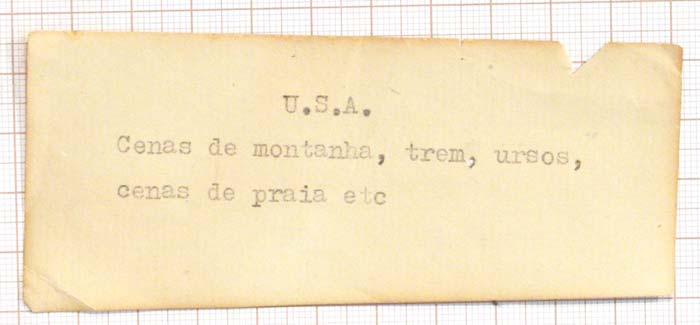 U.S.A.
Cenas de montanha, trem, ursos,
cenas de praia etc